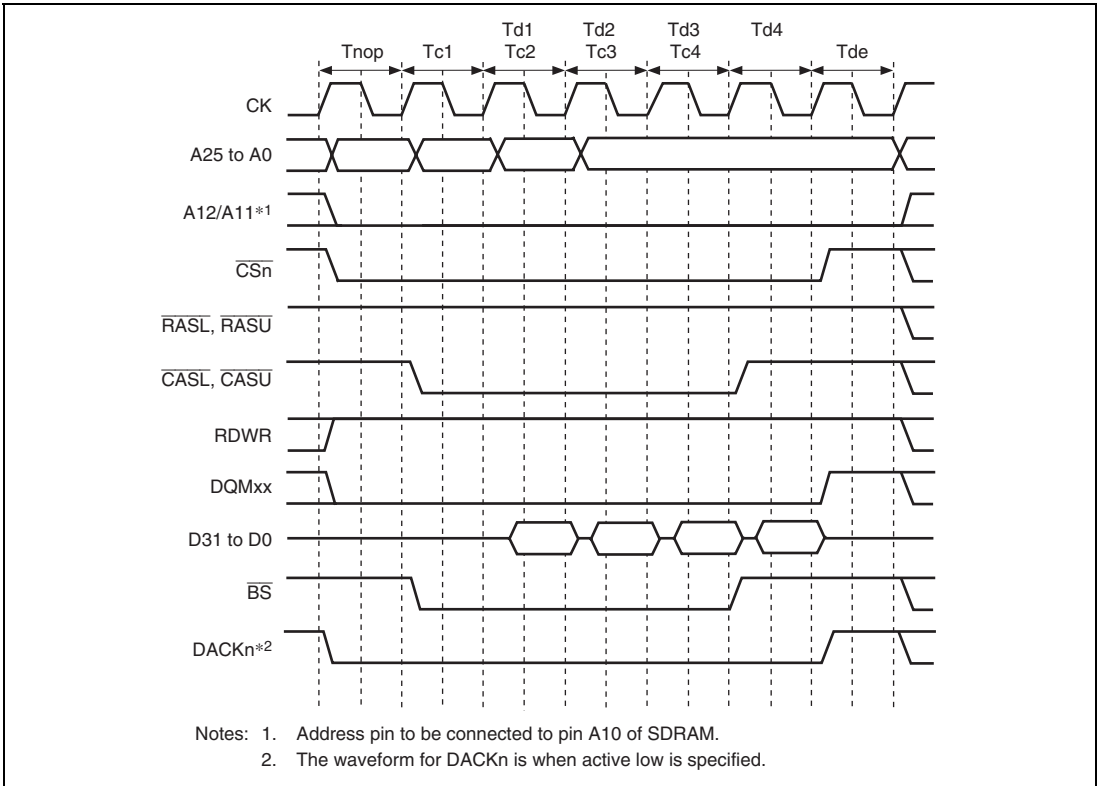 Td1 Td2 Td3 Td4
Tnop Tc1 Tc2 Tc3 Tc4 Tde
CK
A25 to A0
A12/A11*1
CSn
RASL, RASU
CASL, CASU
RDWR
DQMxx
D31 to D0
BS
DACKn*2
Notes: 1. Address pin to be connected to pin A10 of SDRAM.
2. The waveform for DACKn is when active low is specified.